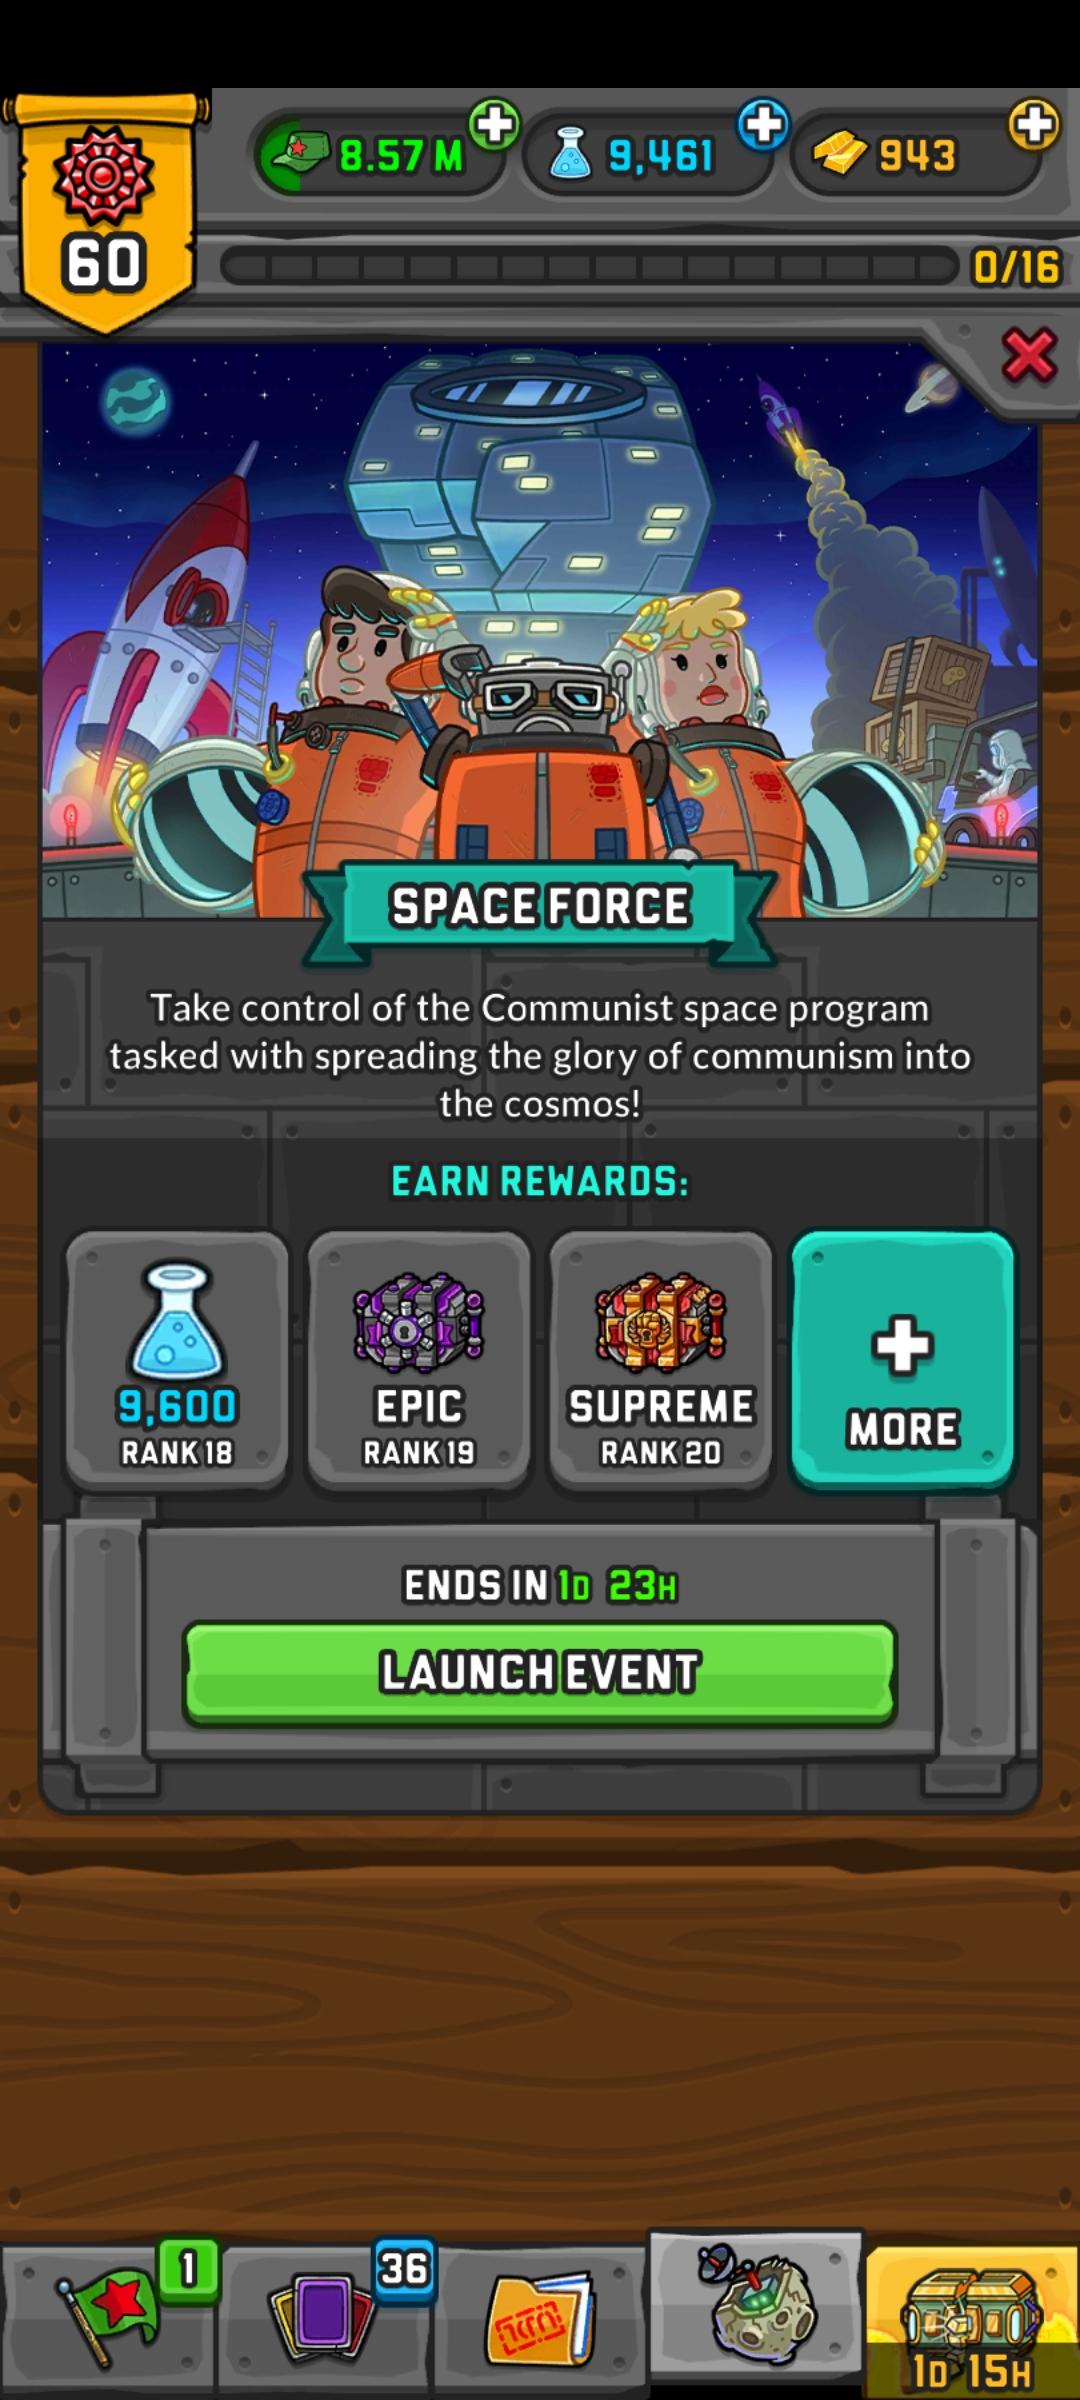 8.57 M
9,461
943
60
0/16
SPACE FORCE
Take control of the Communist space program
tasked with spreading the glory of communism into
the cosmos!
EARN REWARDS:
9,600
RANK 18
EPIC
RANK 19
SUPREME
RANK 20
MORE
ENDS IN 1D 23H
LAUNCH EVENT
1
36
1D 15H